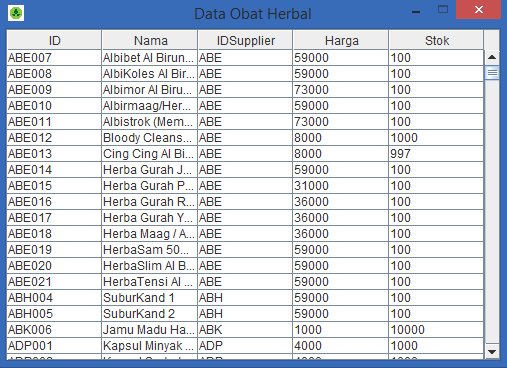 Data Obat Herbal
ID Nama IDSupplier Harga Stok
ABE007 Albibet Al Birun... ABE 59000 100
ABE008 AlbiKoles Al Bir... ABE 59000 100
ABE009 Albimor Al Biru... ABE 73000 100
ABE010 Albirmaag/Her... ABE 59000 100
ABE011 Albistrok (Mem... ABE 73000 100
ABE012 Bloody Cleans... ABE 8000 1000
ABE013 Cing Cing Al Bi... ABE 8000 997
ABE014 Herba Gurah J... ABE 59000 100
ABE015 Herba Gurah P... ABE 31000 100
ABE016 Herba Gurah R... ABE 36000 100
ABE017 Herba Gurah Y... ABE 36000 100
ABE018 Herba Maag / A... ABE 36000 100
ABE019 HerbaSam 50... ABE 59000 100
ABE020 HerbaSlim Al B... ABE 59000 100
ABE021 HerbaTensi Al ... ABE 59000 100
ABH004 SuburKand 1 ABH 59000 100
ABH005 SuburKand 2 ABH 59000 100
ABK006 Jamu Madu Ha... ABK 1000 10000
ADP001 Kapsul Minyak ... ADP 4000 1000